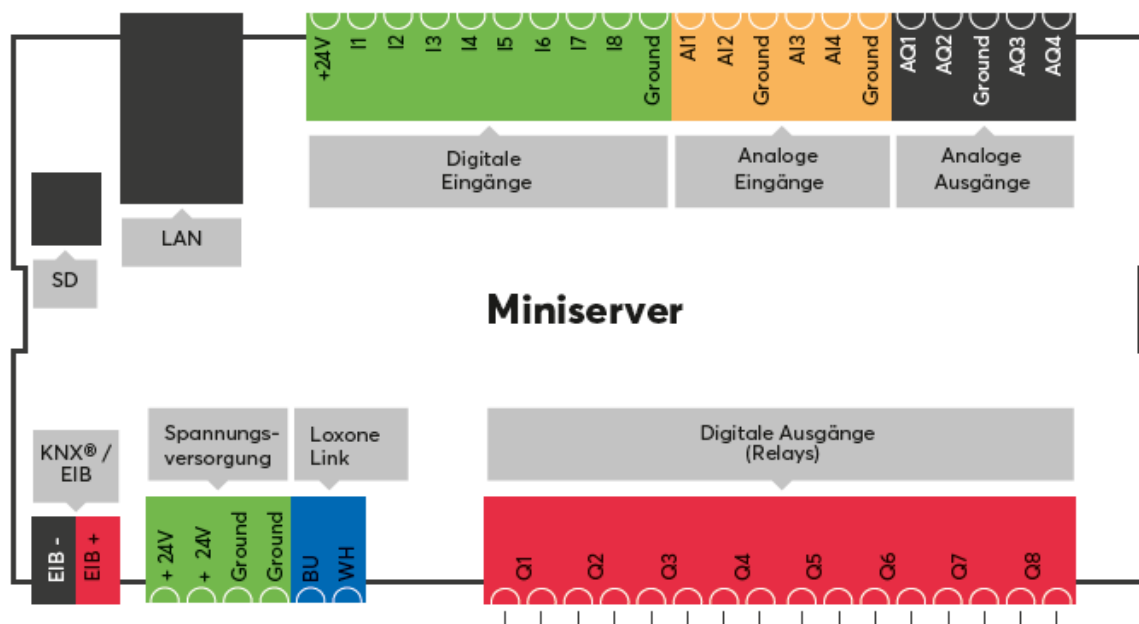 +24V
I1
I2
I3
I4
I5
I6
I7
I8
Ground
AI1
AI2
Ground
AI3
AI4
Ground
AQ1
AQ2
Ground
AQ3
AQ4
Digitale
Eingänge
Analoge
Eingänge
Analoge
Ausgänge
LAN
SD
Miniserver
KNX® /
EIB
Spannungs-
versorgung
Loxone
Link
Digitale Ausgänge
(Relays)
EIB -
EIB +
+ 24V
+ 24V
Ground
Ground
BU
WH
Q1
Q2
Q3
Q4
Q5
Q6
Q7
Q8